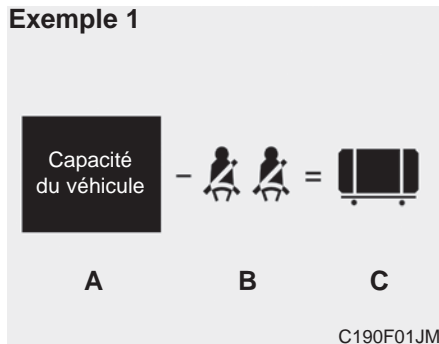 Exemple 1
Capacité
du véhicule
- =
A B C
C190F01JM